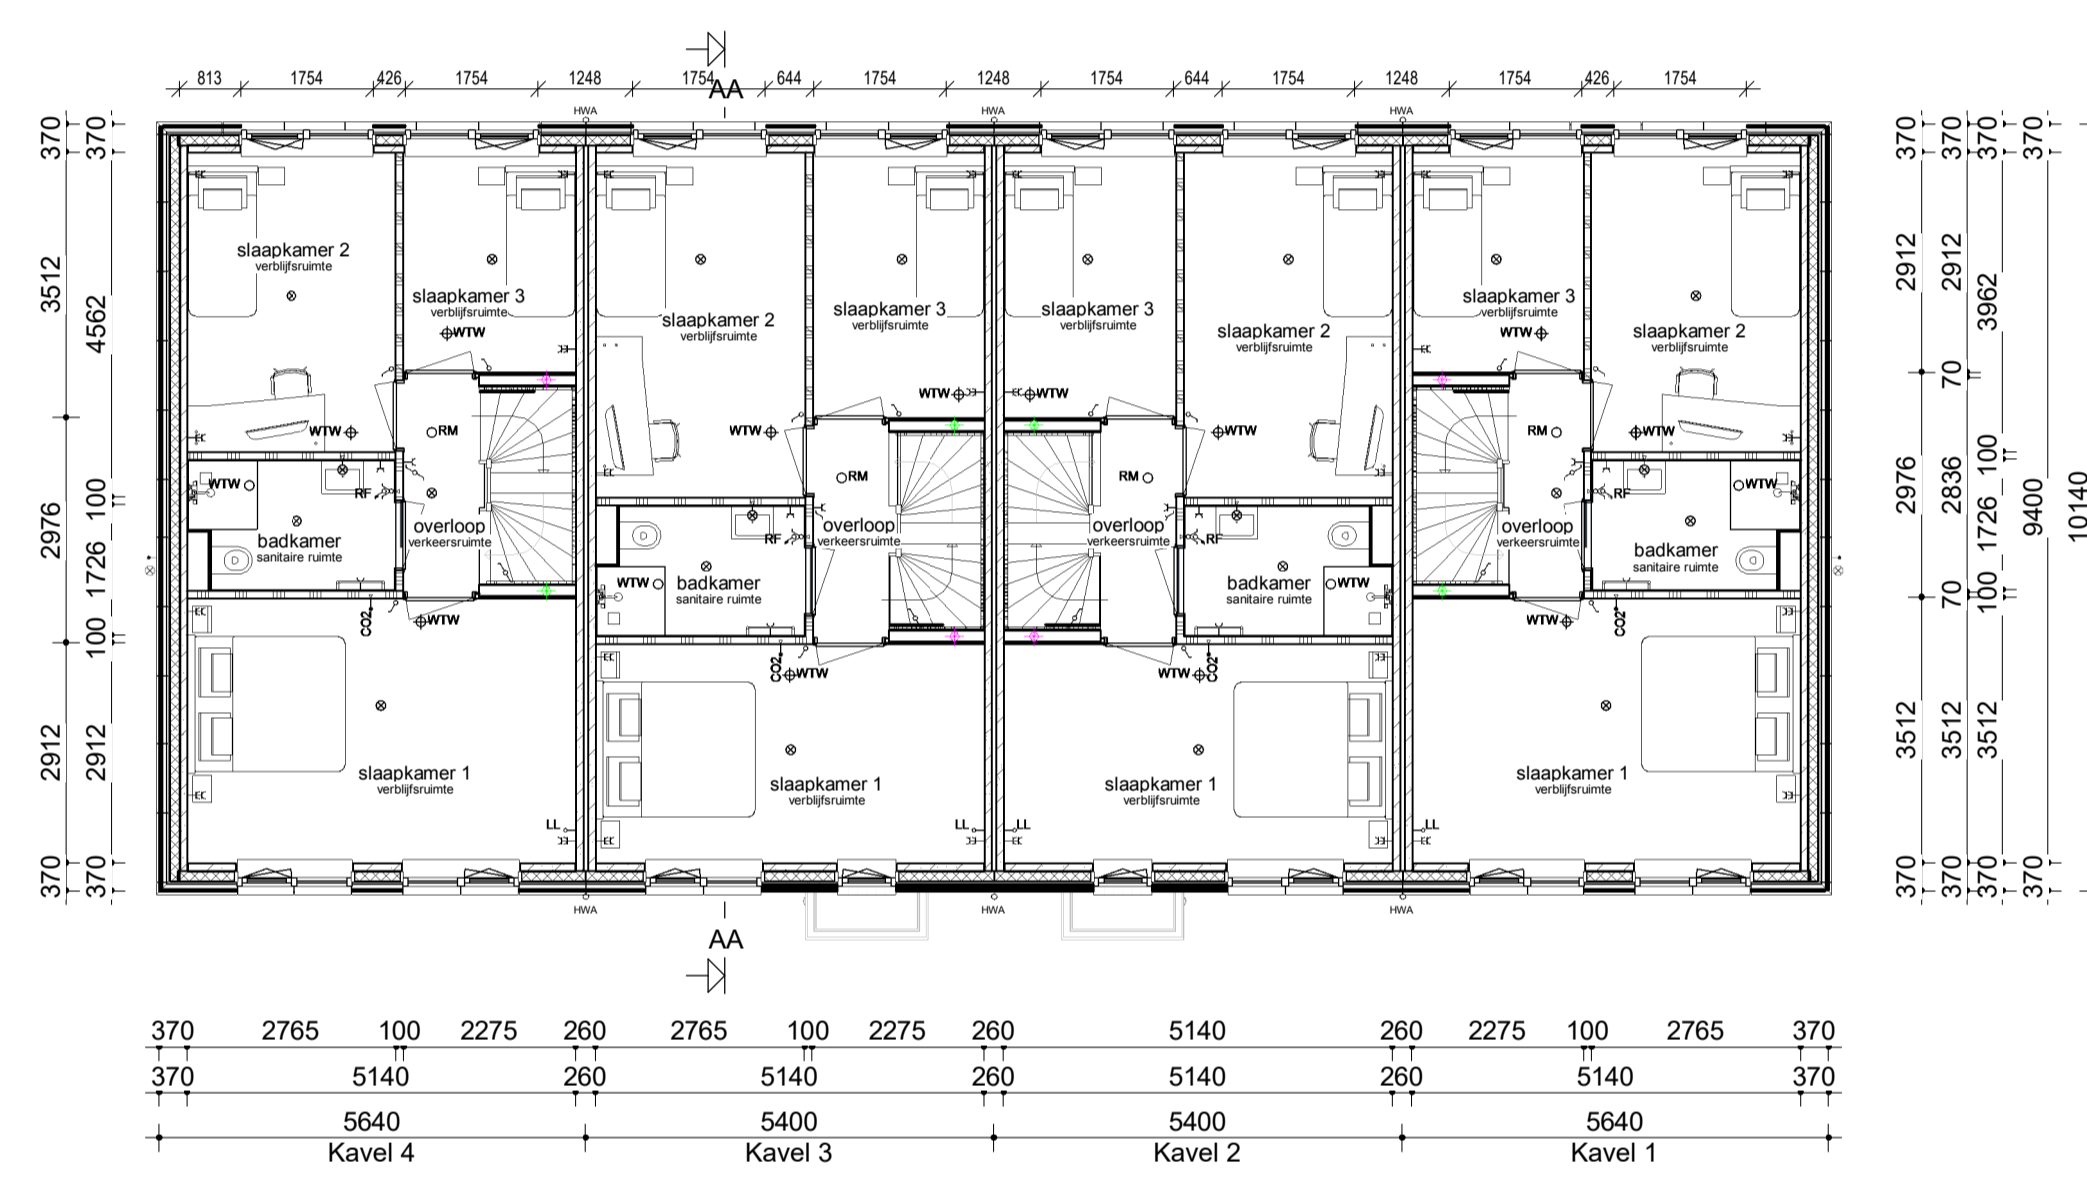 AA
813 1754 426 1754 1248 1754 644 1754 1248 1754 644 1754 1248 1754 426 1754
HWA HWA HWA
370 3512 2976 2912 370
370 4562 100 1726 100 2912 370
slaapkamer 2
verblijfsruimte
slaapkamer 3
verblijfsruimte
WTW
WTW
RM
WTW
RF
badkamer
sanitaire ruimte
overloop
verkeersruimte
CO2
WTW
slaapkamer 1
verblijfsruimte
LL
slaapkamer 2
verblijfsruimte
slaapkamer 3
verblijfsruimte
WTW
WTW
RM
RF
overloop
verkeersruimte
WTW
badkamer
sanitaire ruimte
CO2
WTW
slaapkamer 1
verblijfsruimte
LL
slaapkamer 3
verblijfsruimte
slaapkamer 2
verblijfsruimte
WTW
WTW
RM
RF
overloop
verkeersruimte
badkamer
sanitaire ruimte
WTW
WTW
CO2
slaapkamer 1
verblijfsruimte
LL
slaapkamer 3
verblijfsruimte
WTW
slaapkamer 2
verblijfsruimte
RM
WTW
RF
WTW
overloop
verkeersruimte
badkamer
sanitaire ruimte
WTW
CO2
slaapkamer 1
verblijfsruimte
LL
370 2912 2976 3512 370
370 2912 70 2836 70 3512 370
370 3962 100 1726 100 3512 370
370 9400 370
10140
HWA HWA HWA
AA
370 2765 100 2275 260 2765 100 2275 260 5140 260 2275 100 2765 370
370 5140 260 5140 260 5140 260 5140 370
5640 5400 5400 5640
Kavel 4 Kavel 3 Kavel 2 Kavel 1